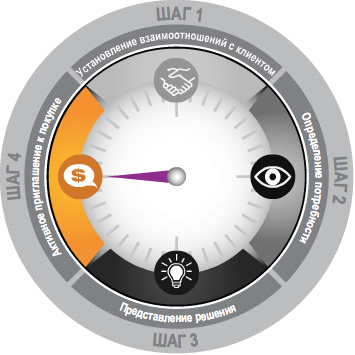 ШАГ 1
Установление взаимоотношений с клиентом
ШАГ 2
Определение потребности
ШАГ 3
Представление решения
ШАГ 4
Активное приглашение к покупке
$